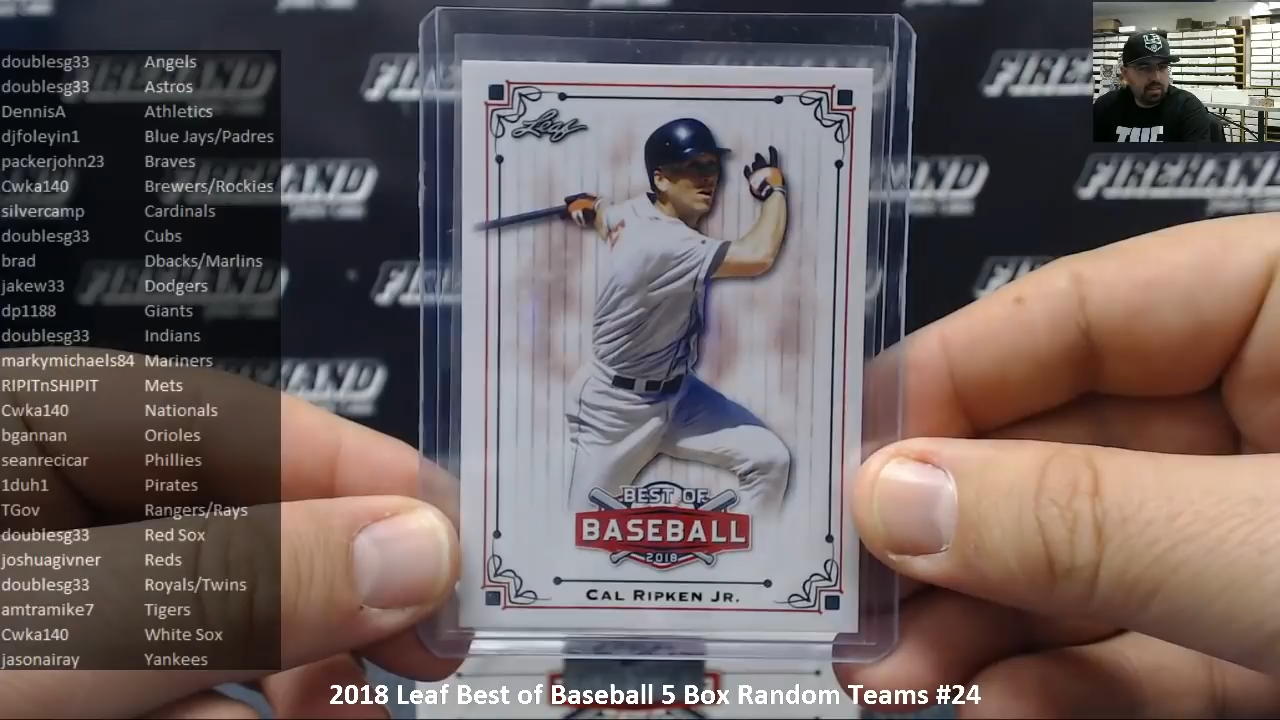 doublesg33 Angels
doublesg33 Astros
DennisA Athletics
djfoleyin1 Blue Jays/Padres
packerjohn23 Braves
Cwka140 Brewers/Rockies
silvercamp Cardinals
doublesg33 Cubs
brad Dbacks/Marlins
jakew33 Dodgers
dp1188 Giants
doublesg33 Indians
markymichaels84 Mariners
RIPITnSHIPIT Mets
Cwka140 Nationals
bgannan Orioles
seanrecicar Phillies
1duh1 Pirates
TGov Rangers/Rays
doublesg33 Red Sox
joshuagivner Reds
doublesg33 Royals/Twins
amtramike7 Tigers
Cwka140 White Sox
jasonairay Yankees
Leaf
BEST OF
BASEBALL
2018
CAL RIPKEN JR.
FIREHAND
FIREHAND
FIREHAND
2018 Leaf Best of Baseball 5 Box Random Teams #24